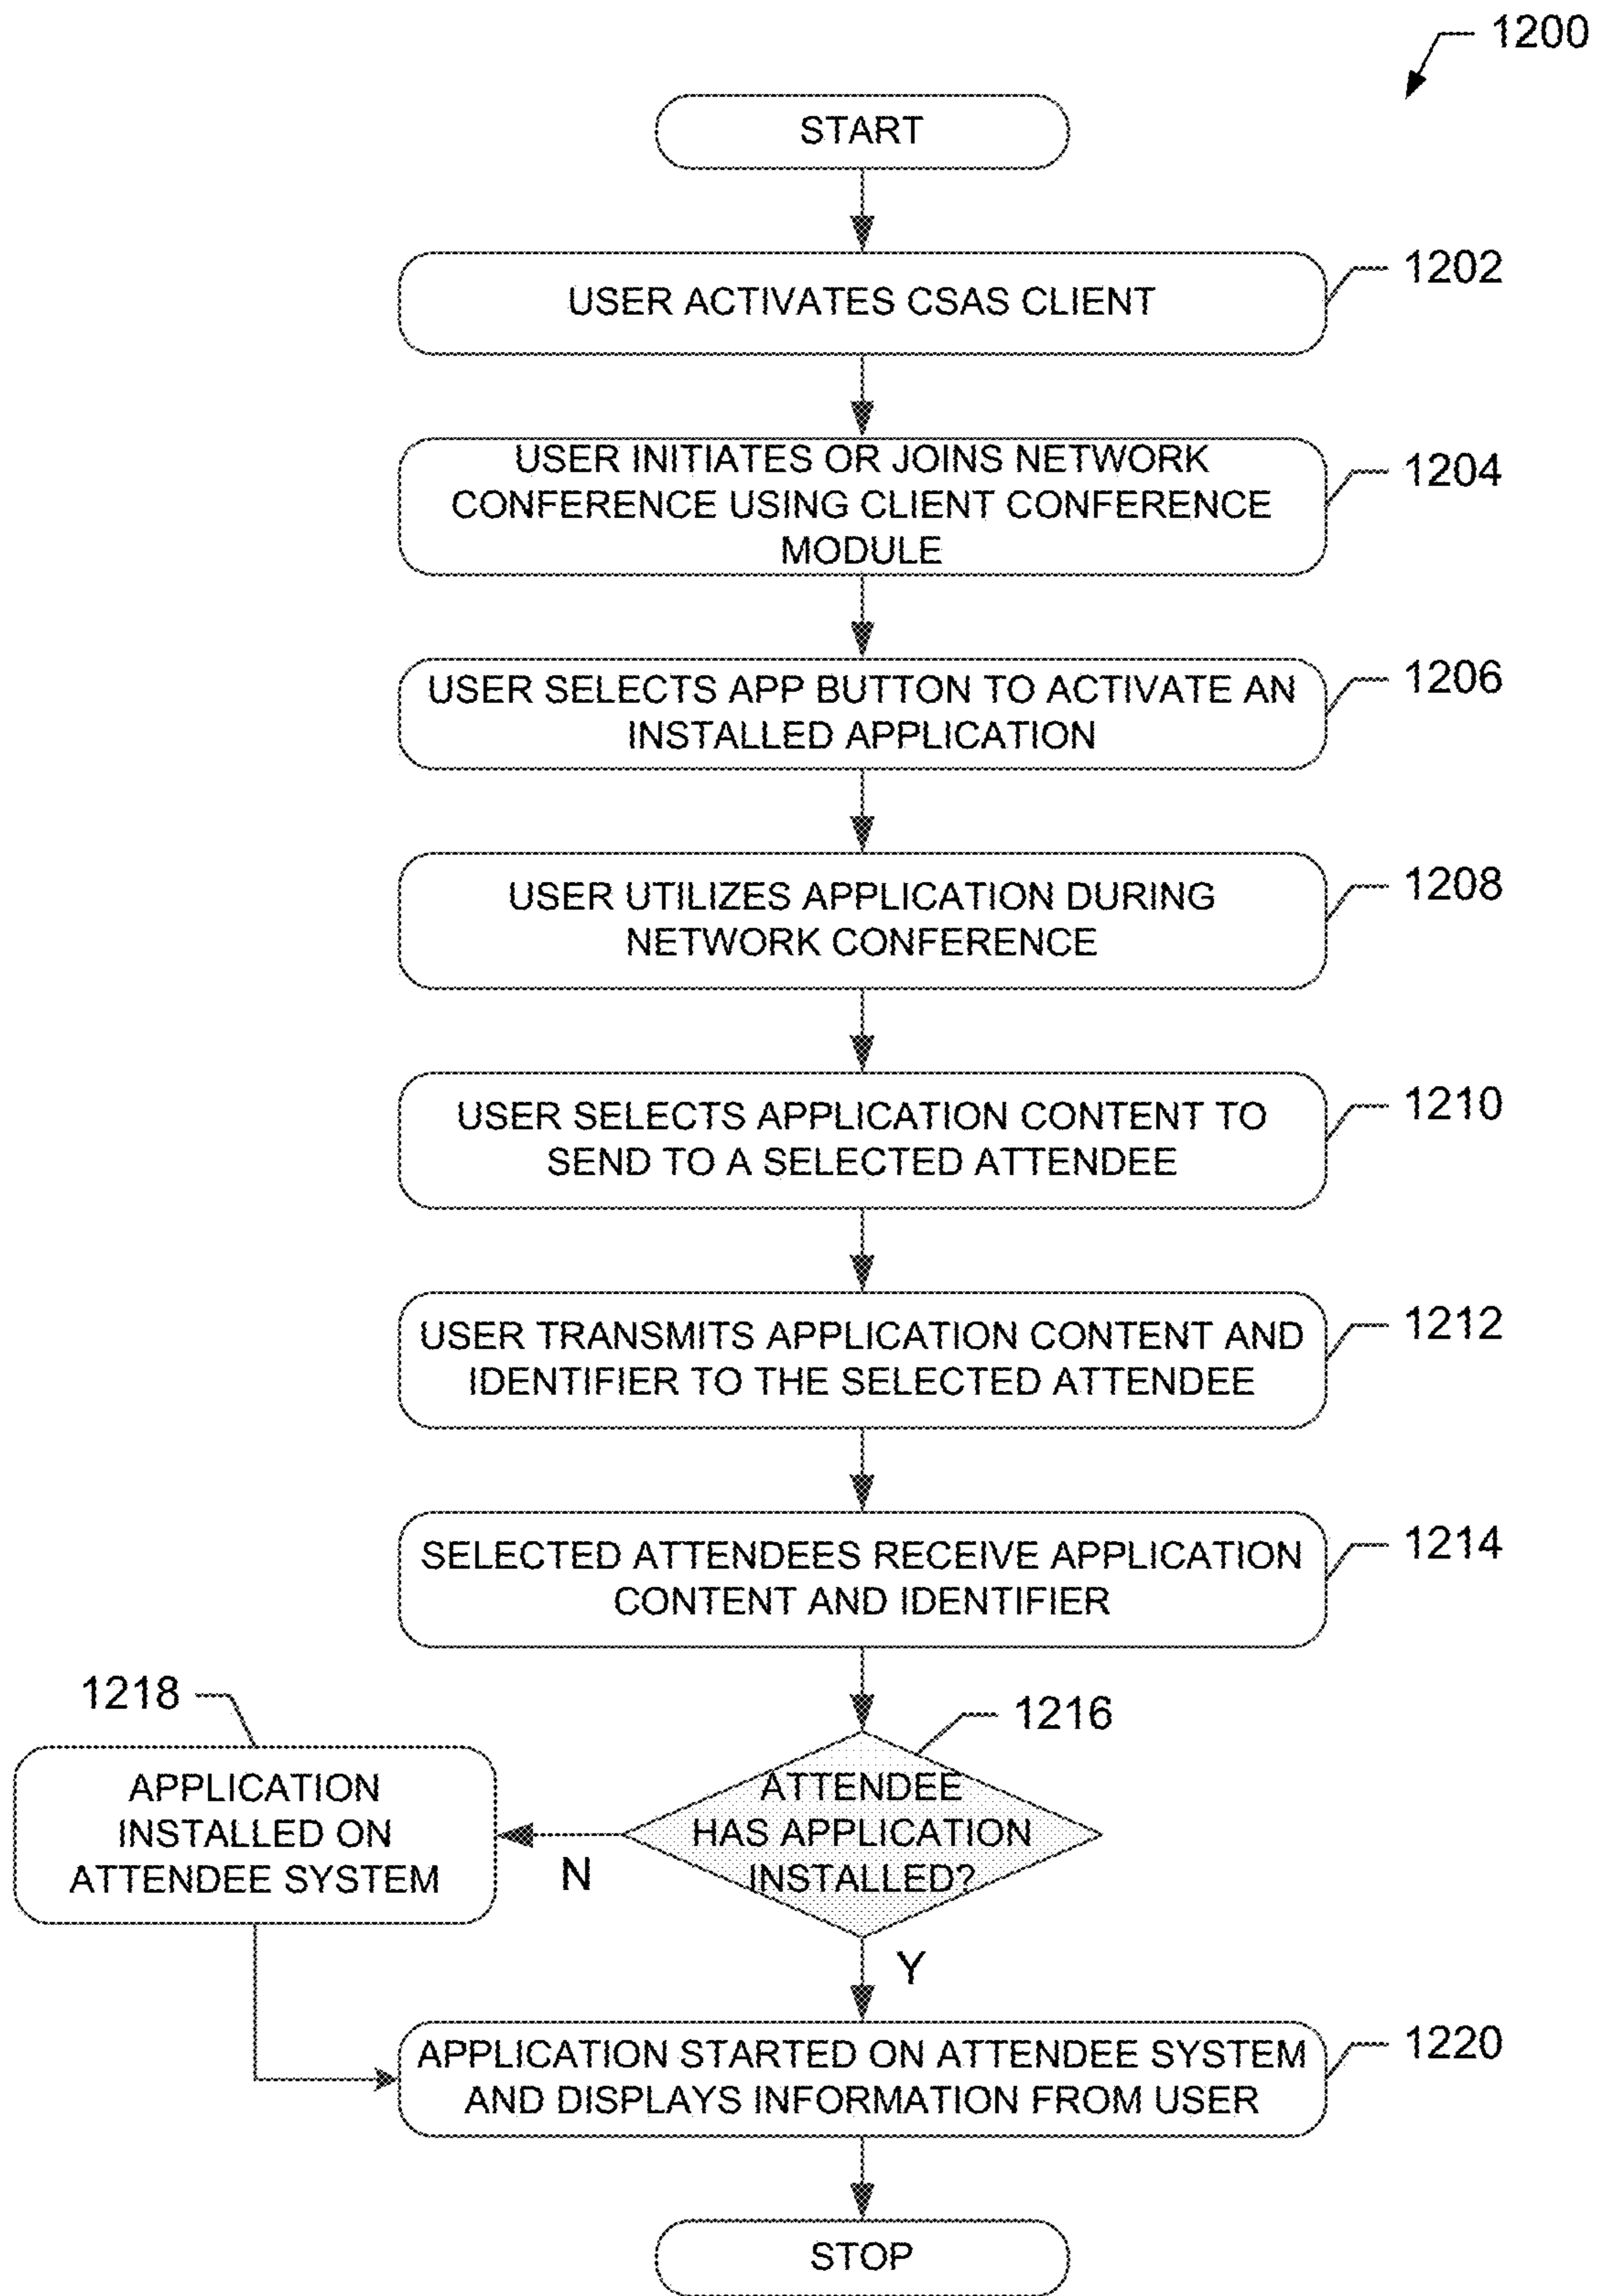 1200
START
USER ACTIVATES CSAS CLIENT
1202
USER INITIATES OR JOINS NETWORK
CONFERENCE USING CLIENT CONFERENCE
MODULE
1204
USER SELECTS APP BUTTON TO ACTIVATE AN
INSTALLED APPLICATION
1206
USER UTILIZES APPLICATION DURING
NETWORK CONFERENCE
1208
USER SELECTS APPLICATION CONTENT TO
SEND TO A SELECTED ATTENDEE
1210
USER TRANSMITS APPLICATION CONTENT AND
IDENTIFIER TO THE SELECTED ATTENDEE
1212
SELECTED ATTENDEES RECEIVE APPLICATION
CONTENT AND IDENTIFIER
1214
1218
APPLICATION
INSTALLED ON
ATTENDEE SYSTEM
1216
ATTENDEE
HAS APPLICATION
INSTALLED?
N
Y
APPLICATION STARTED ON ATTENDEE SYSTEM
AND DISPLAYS INFORMATION FROM USER
1220
STOP